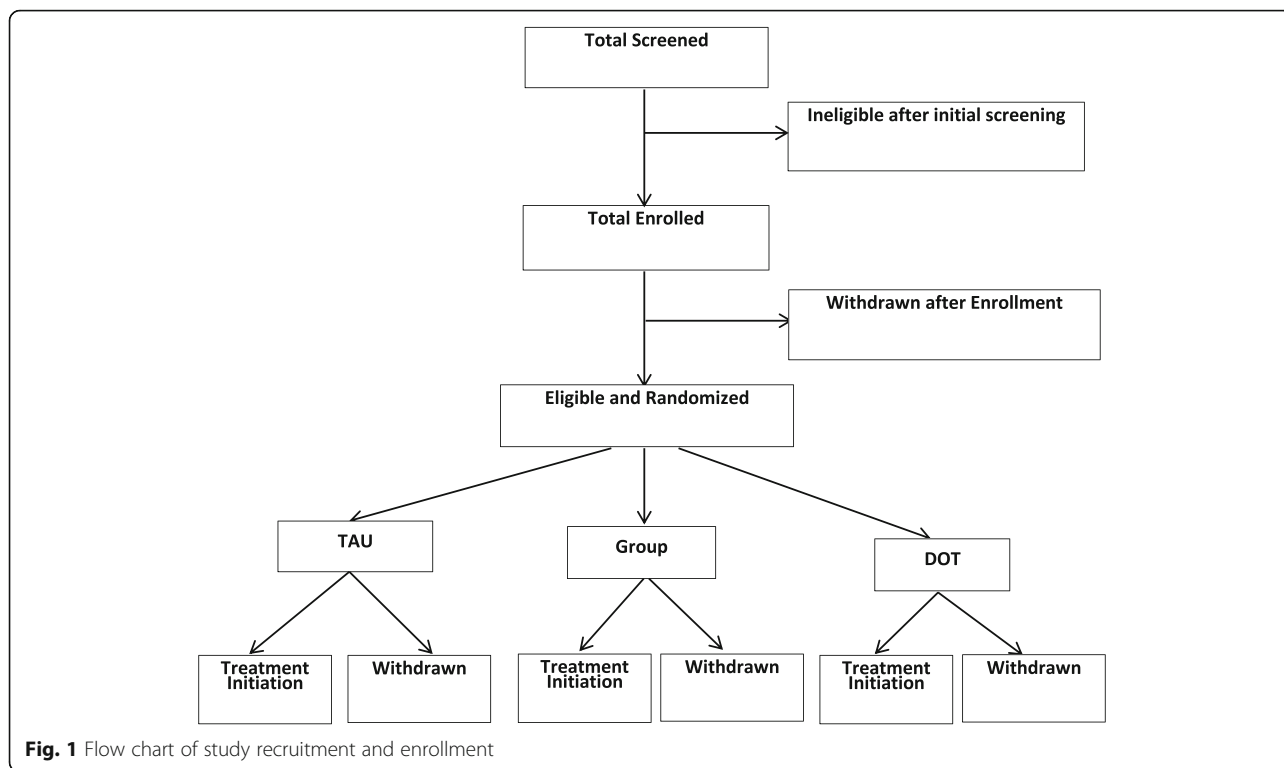 Total Screened
Ineligible after initial screening
Total Enrolled
Withdrawn after Enrollment
Eligible and Randomized
TAU
Group
DOT
Treatment
Initiation
Withdrawn
Treatment
Initiation
Withdrawn
Treatment
Initiation
Withdrawn
Fig. 1 Flow chart of study recruitment and enrollment